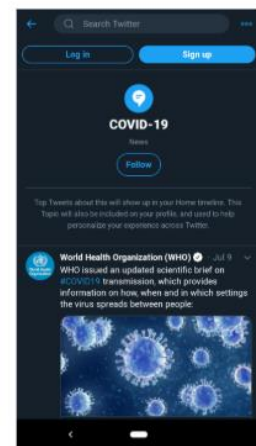 Search Twitter
Log in
Sign up
COVID-19
News
Follow
Top Tweets about this will show up in your Home timeline. This
Topic will also be included on your profile, and used to help
personalize your experience across Twitter.
World Health Organization (WHO) · Jul 9
WHO issued an updated scientific brief on
#COVID19 transmission, which provides
information on how, when and in which settings
the virus spreads between people: